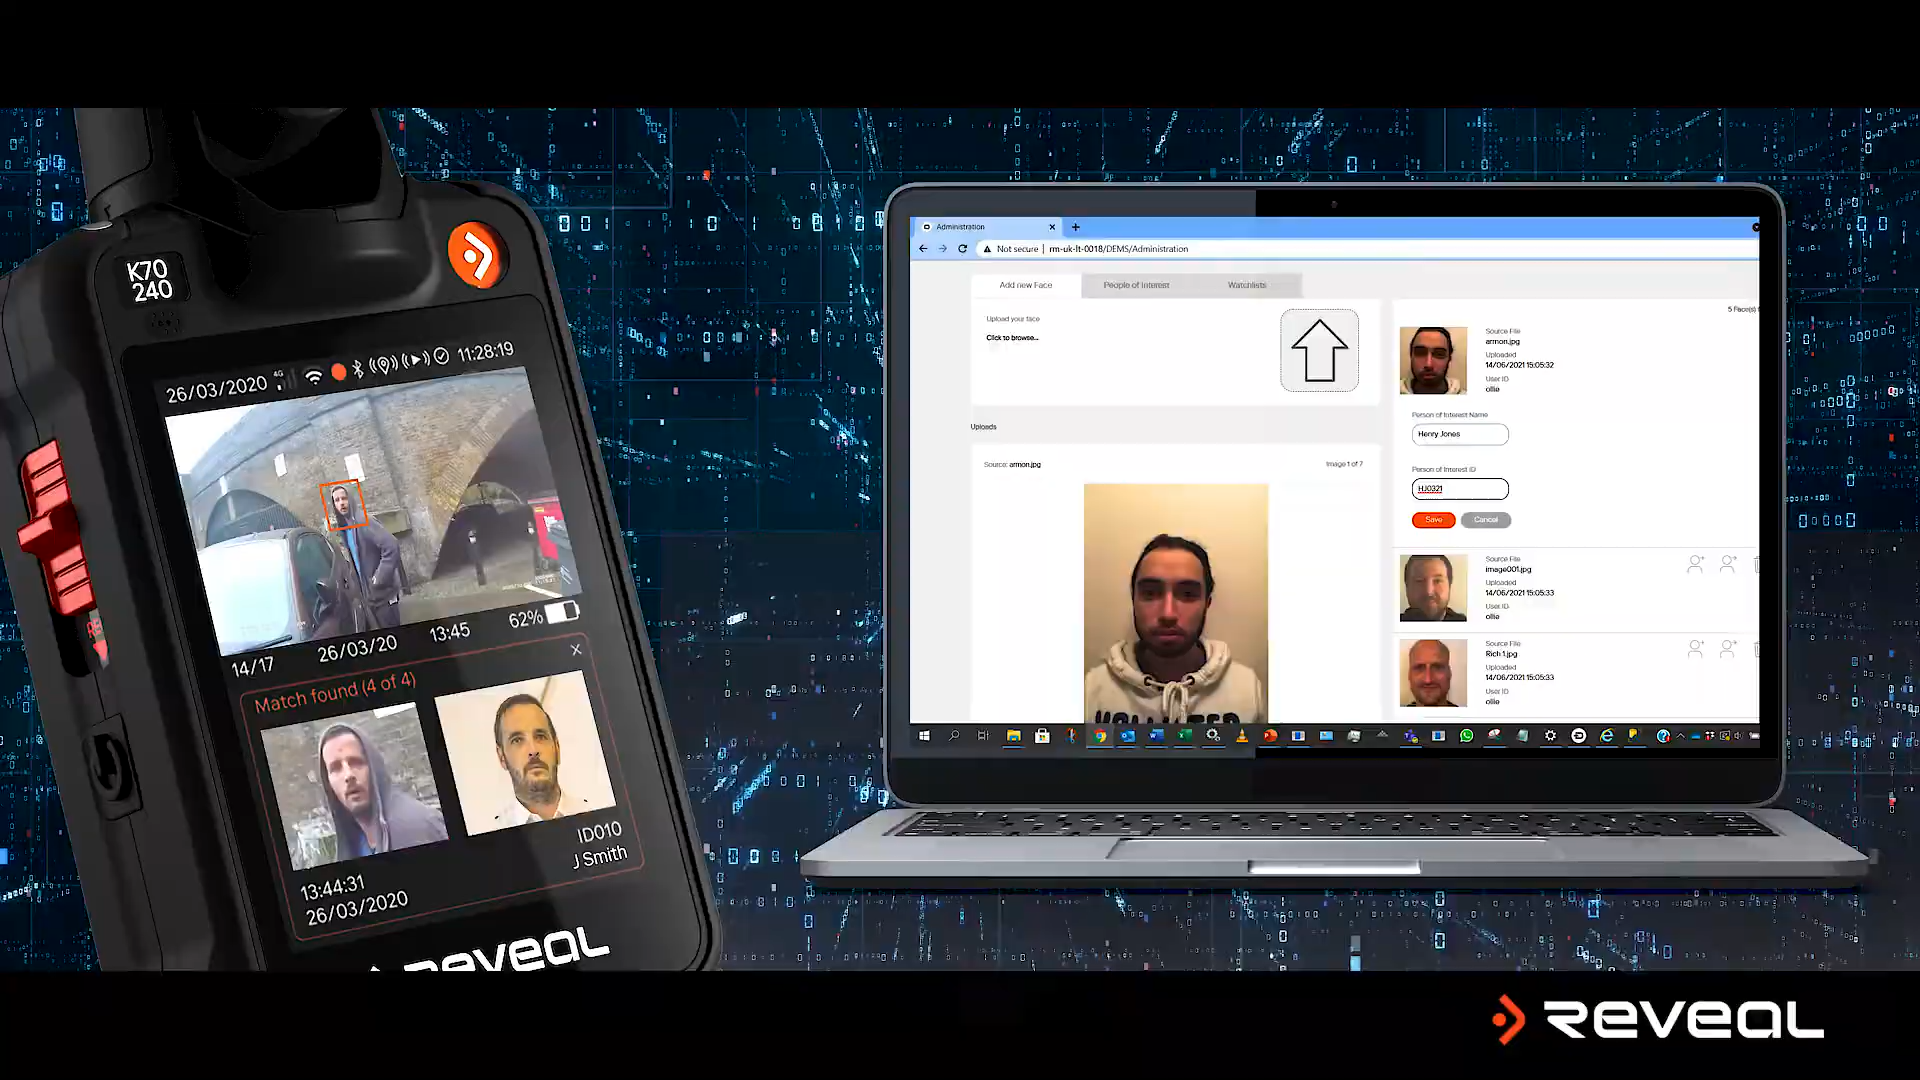 K70
240
26/03/2020
4G
11:28:19
14/17
26/03/20
13:45
62%
Match found (4 of 4)
ID010
J Smith
13:44:31
26/03/2020
REVEAL
Administration
Not secure
rm-uk-lt-0018/DEMS/Administration
Add new Face
People of Interest
Watchlists
Upload your face
Click to browse...
Uploads
Source: armon.jpg
Image 1 of 7
5 Face(s)
Source File
armon.jpg
Uploaded
14/06/2021 15:05:32
User ID
ollie
Person of Interest Name
Henry Jones
Person of Interest ID
HJ0321
Save
Cancel
Source File
image001.jpg
Uploaded
14/06/2021 15:05:33
User ID
ollie
Source File
Rich 1.jpg
Uploaded
14/06/2021 15:05:33
User ID
ollie
REVEAL